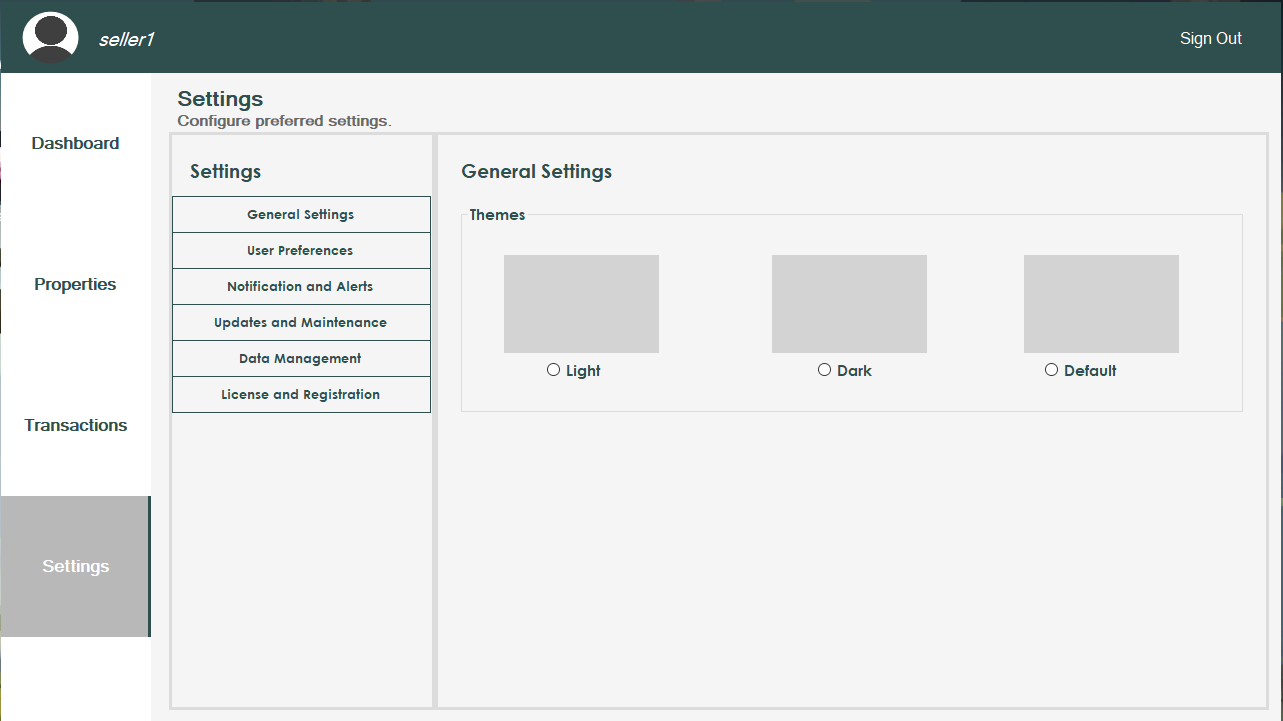 seller1
Sign Out
Dashboard
Properties
Transactions
Settings
Settings
Configure preferred settings.
Settings
General Settings
User Preferences
Notification and Alerts
Updates and Maintenance
Data Management
License and Registration
General Settings
Themes
Light
Dark
Default